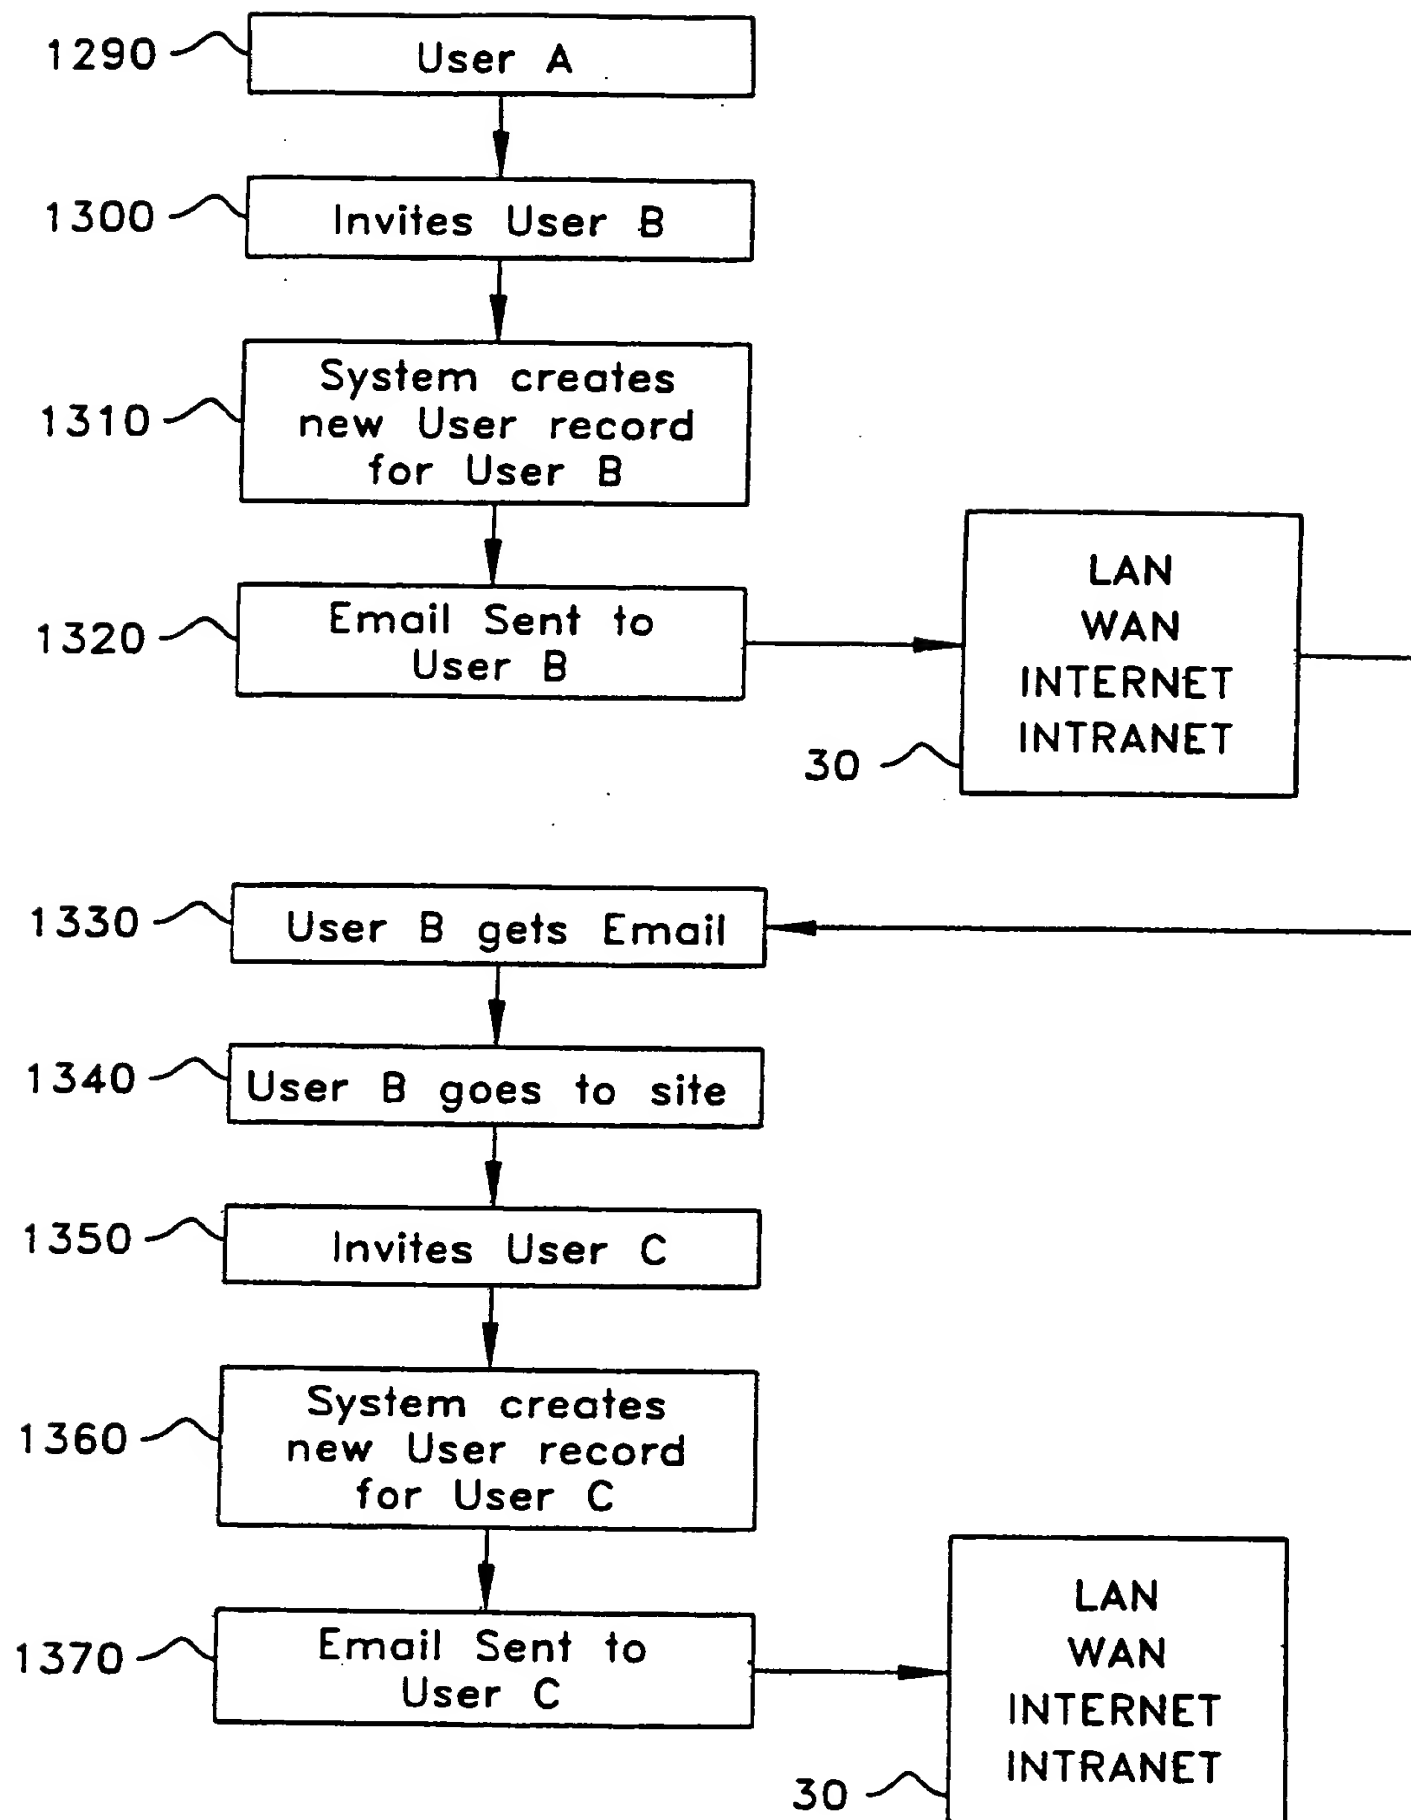 1290
User A
1300
Invites User B
1310
System creates
new User record
for User B
1320
Email Sent to
User B
LAN
WAN
INTERNET
INTRANET
30
1330
User B gets Email
1340
User B goes to site
1350
Invites User C
1360
System creates
new User record
for User C
1370
Email Sent to
User C
LAN
WAN
INTERNET
INTRANET
30